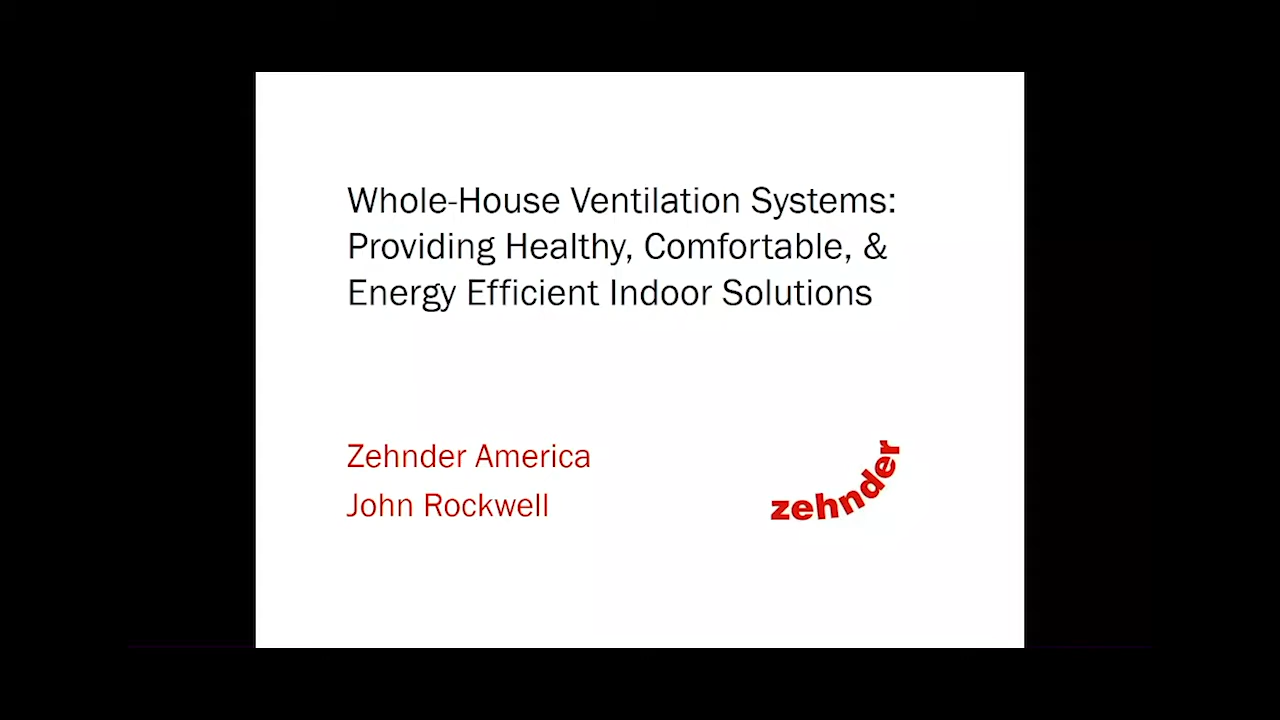 Whole-House Ventilation Systems:
Providing Healthy, Comfortable, &
Energy Efficient Indoor Solutions
Zehnder America
John Rockwell
zehnder